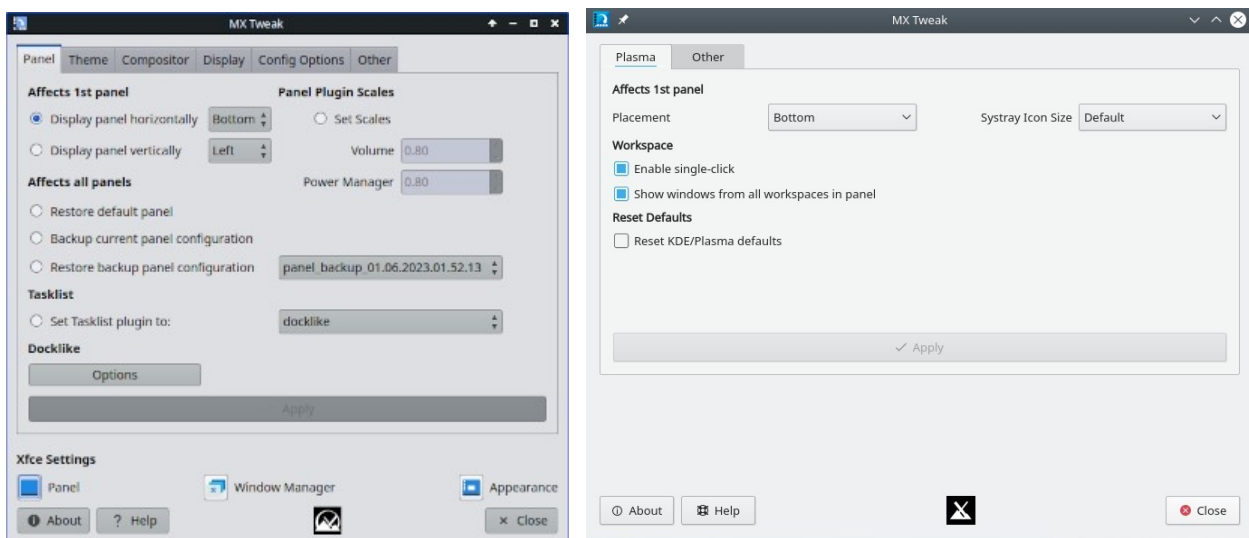 MX Tweak
Panel Theme Compositor Display Config Options Other
Affects 1st panel Panel Plugin Scales
Display panel horizontally Bottom Set Scales
Display panel vertically Left Volume 0.80
Affects all panels Power Manager 0.80
Restore default panel
Backup current panel configuration
Restore backup panel configuration panel_backup_01.06.2023.01.52.13
Tasklist
Set Tasklist plugin to: docklike
Docklike
Options
Apply
Xfce Settings
Panel Window Manager Appearance
About ? Help × Close
MX Tweak
Plasma Other
Affects 1st panel
Placement Bottom Systray Icon Size Default
Workspace
Enable single-click
Show windows from all workspaces in panel
Reset Defaults
Reset KDE/Plasma defaults
Apply
About Help Close